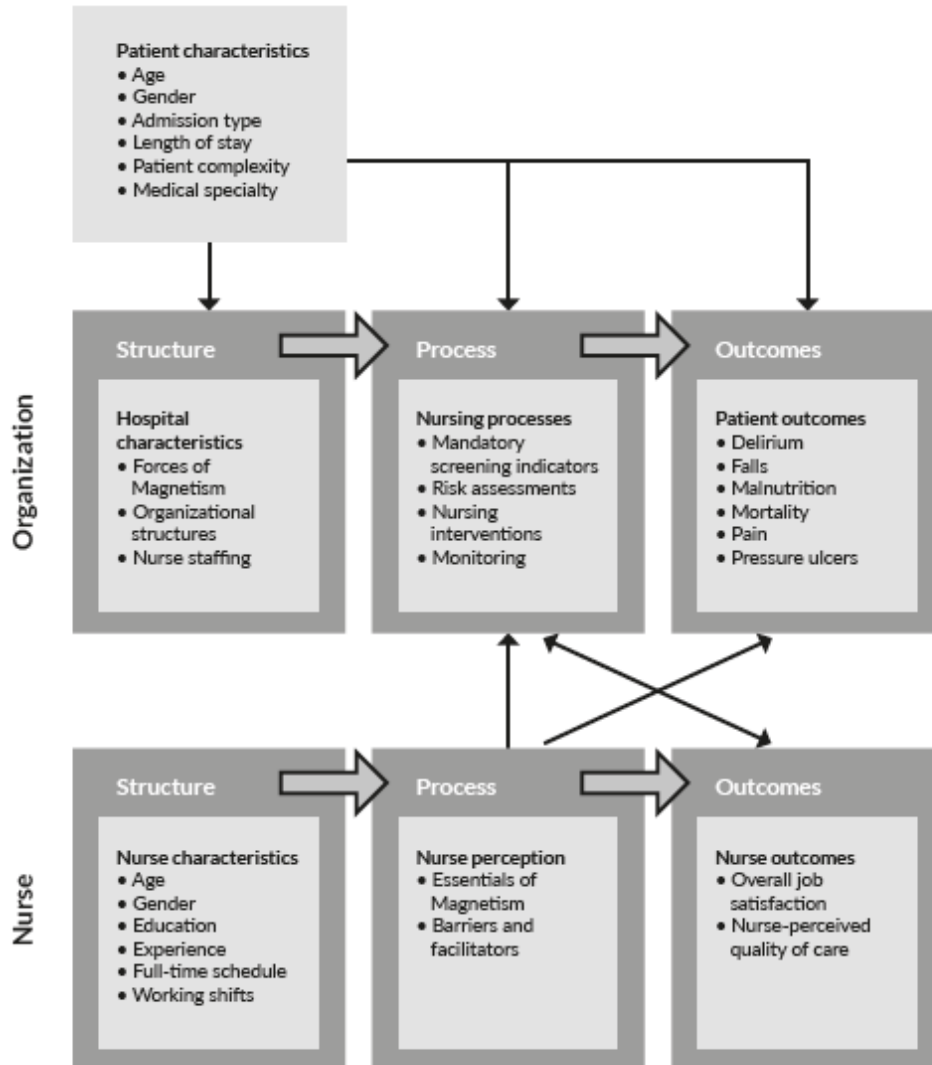 Patient characteristics
• Age
• Gender
• Admission type
• Length of stay
• Patient complexity
• Medical specialty
Organization
Structure
Process
Outcomes
Hospital
characteristics
• Forces of
Magnetism
• Organizational
structures
• Nurse staffing
Nursing processes
• Mandatory
screening indicators
• Risk assessments
• Nursing
interventions
• Monitoring
Patient outcomes
• Delirium
• Falls
• Malnutrition
• Mortality
• Pain
• Pressure ulcers
Nurse
Structure
Process
Outcomes
Nurse characteristics
• Age
• Gender
• Education
• Experience
• Full-time schedule
• Working shifts
Nurse perception
• Essentials of
Magnetism
• Barriers and
facilitators
Nurse outcomes
• Overall job
satisfaction
• Nurse-perceived
quality of care